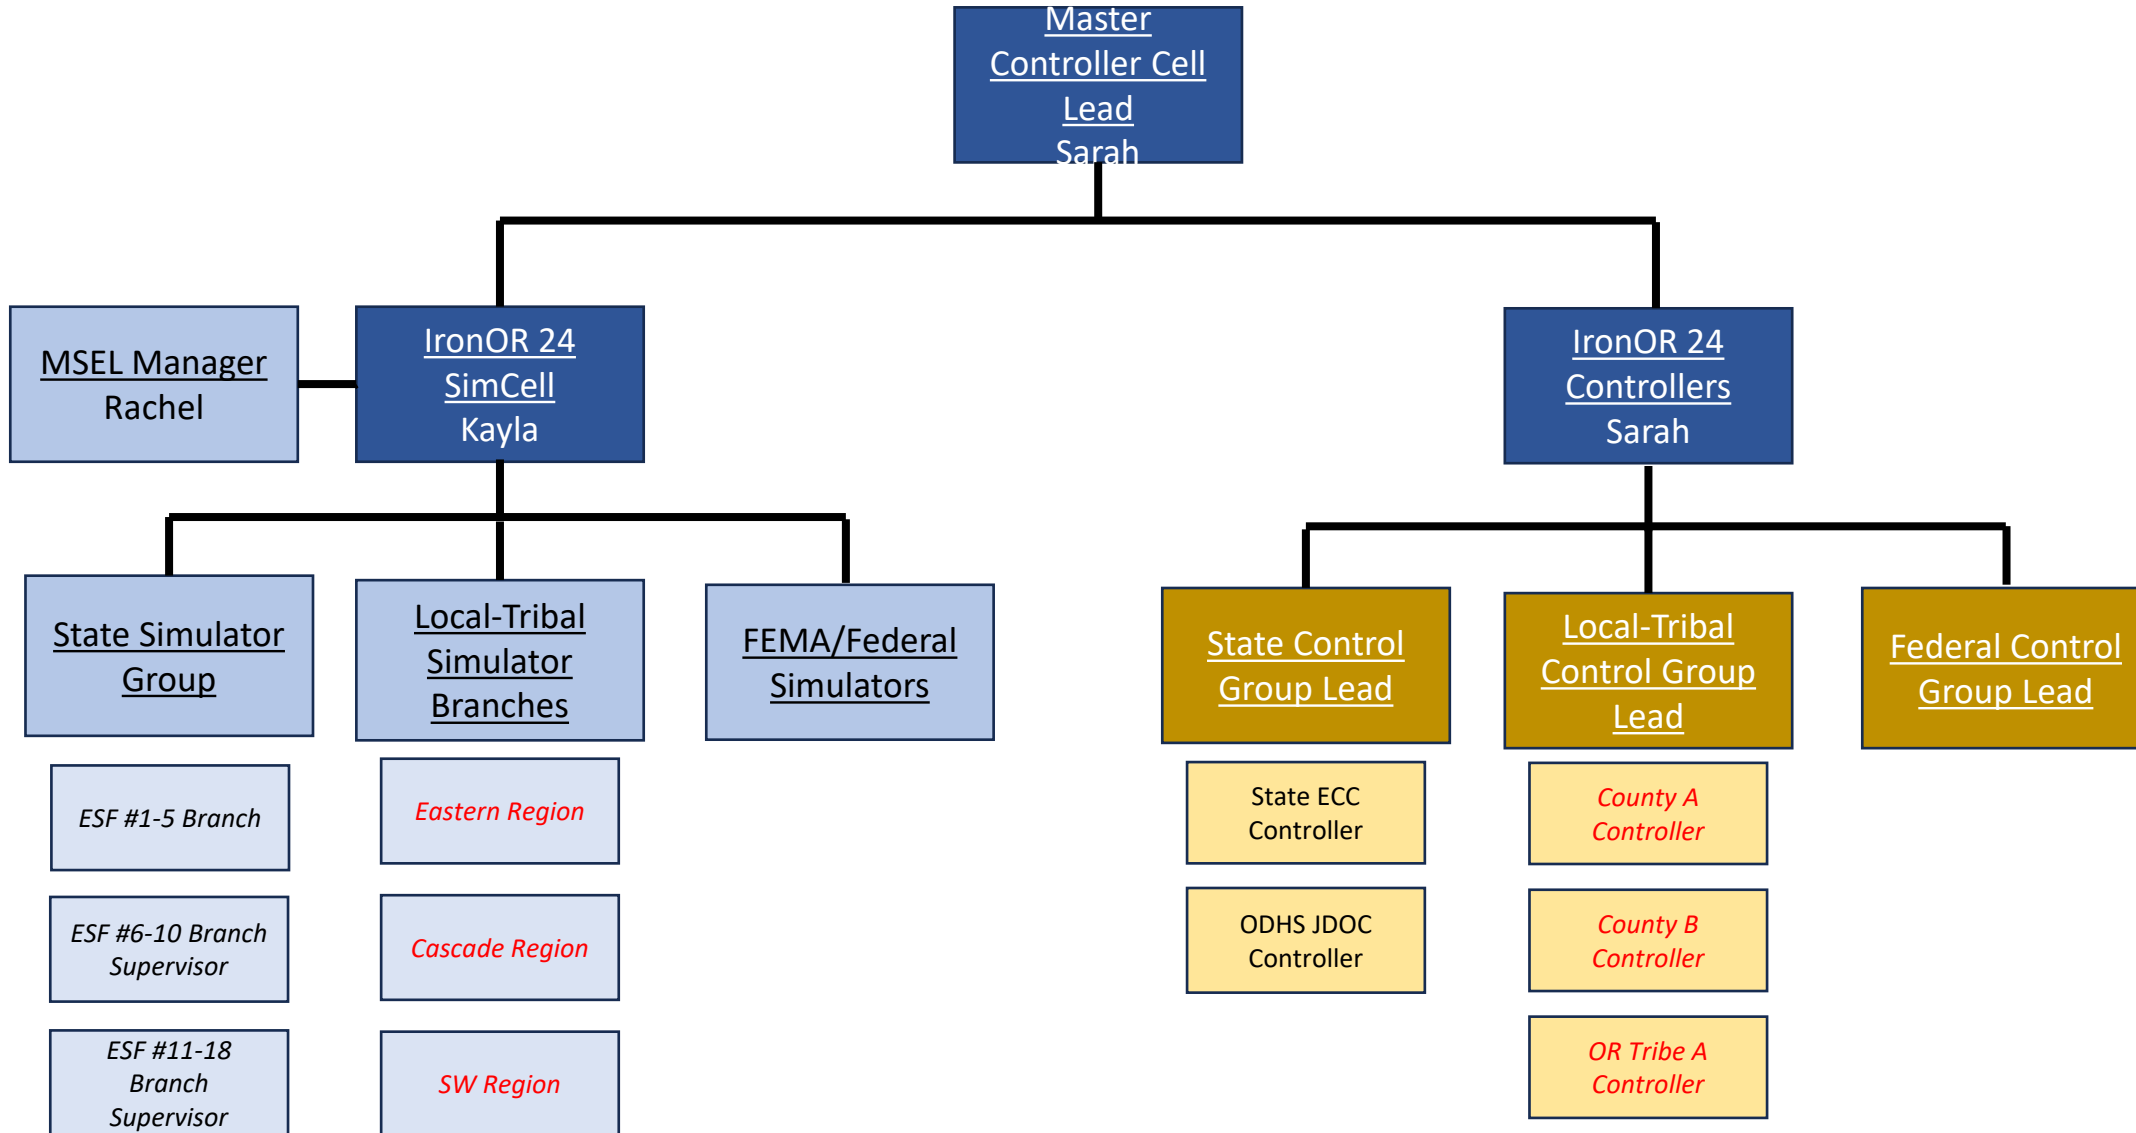 Master
Controller Cell
Lead
Sarah
MSEL Manager
Rachel
IronOR 24
SimCell
Kayla
IronOR 24
Controllers
Sarah
State Simulator
Group
Local-Tribal
Simulator
Branches
FEMA/Federal
Simulators
State Control
Group Lead
Local-Tribal
Control Group
Lead
Federal Control
Group Lead
ESF #1-5 Branch
Eastern Region
State ECC
Controller
County A
Controller
ESF #6-10 Branch
Supervisor
Cascade Region
ODHS JDOC
Controller
County B
Controller
ESF #11-18
Branch
Supervisor
SW Region
OR Tribe A
Controller